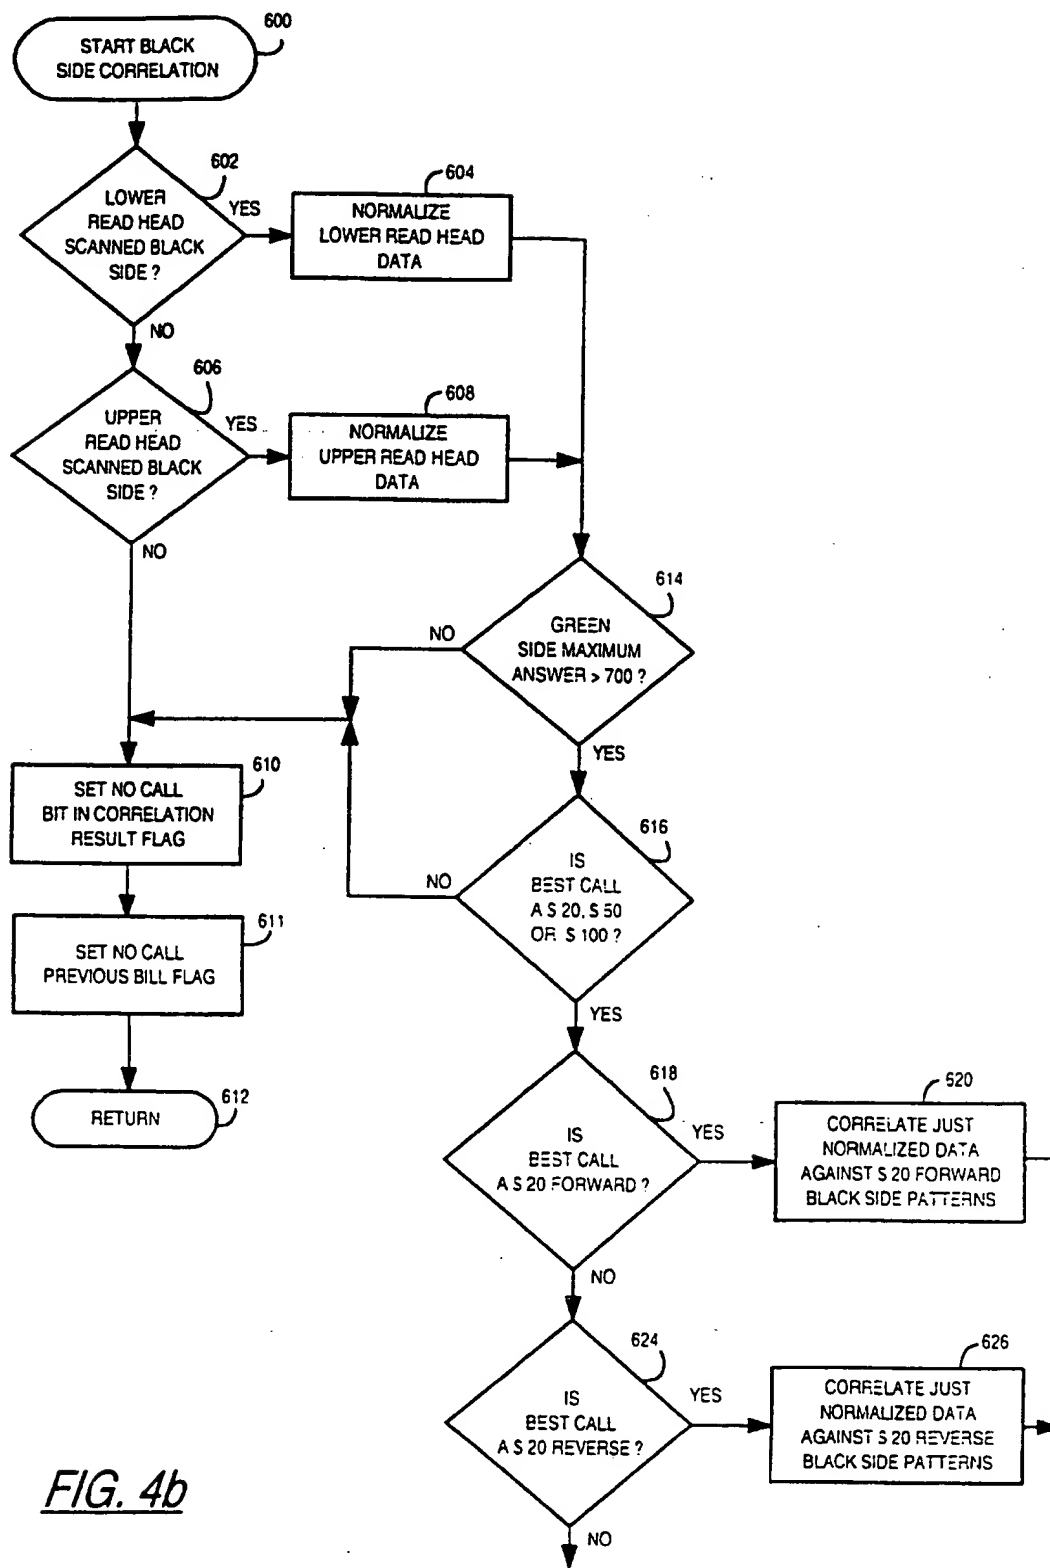 START BLACK
SIDE CORRELATION
600
LOWER
READ HEAD
SCANNED BLACK
SIDE ?
602
YES
NORMALIZE
LOWER READ HEAD
DATA
604
NO
UPPER
READ HEAD
SCANNED BLACK
SIDE ?
606
YES
NORMALIZE
UPPER READ HEAD
DATA
608
NO
GREEN
SIDE MAXIMUM
ANSWER > 700 ?
614
NO
YES
SET NO CALL
BIT IN CORRELATION
RESULT FLAG
610
IS
BEST CALL
A $ 20, $ 50
OR $ 100 ?
616
NO
YES
SET NO CALL
PREVIOUS BILL FLAG
611
RETURN
612
IS
BEST CALL
A $ 20 FORWARD ?
618
YES
CORRELATE JUST
NORMALIZED DATA
AGAINST $ 20 FORWARD
BLACK SIDE PATTERNS
620
NO
IS
BEST CALL
A $ 20 REVERSE ?
624
YES
CORRELATE JUST
NORMALIZED DATA
AGAINST $ 20 REVERSE
BLACK SIDE PATTERNS
626
NO
FIG. 4b